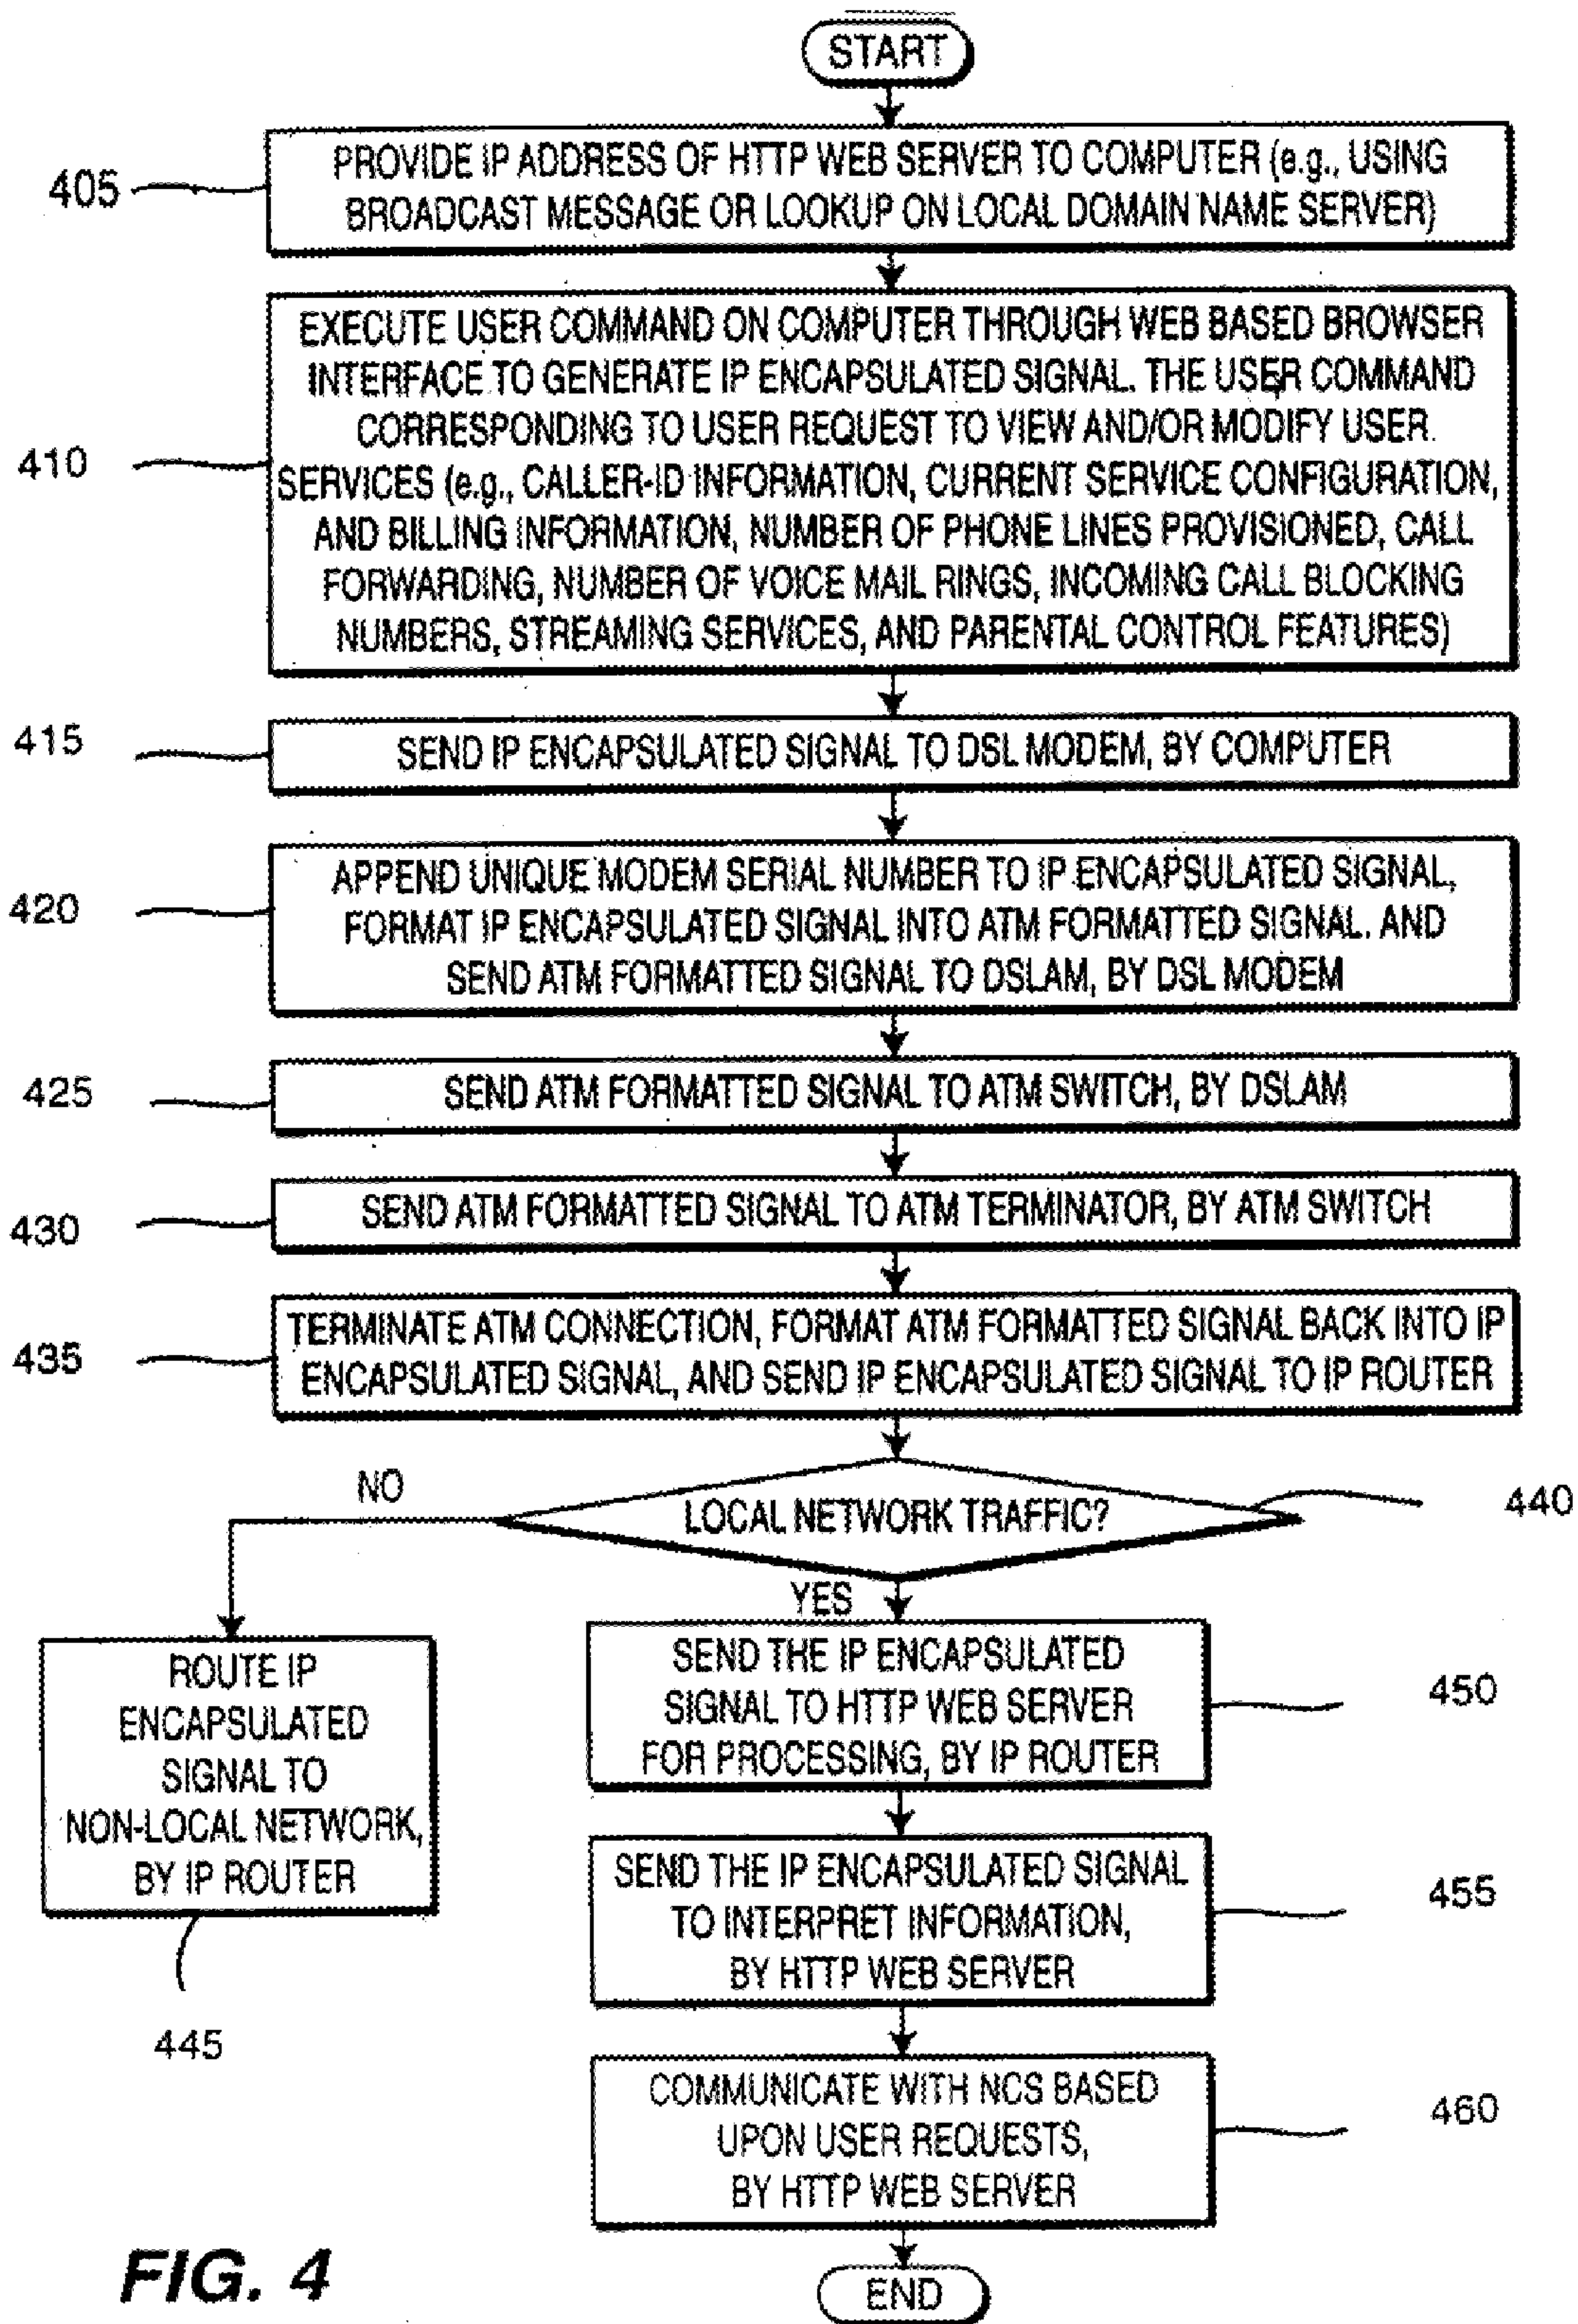 START
405
PROVIDE IP ADDRESS OF HTTP WEB SERVER TO COMPUTER (e.g., USING
BROADCAST MESSAGE OR LOOKUP ON LOCAL DOMAIN NAME SERVER)
410
EXECUTE USER COMMAND ON COMPUTER THROUGH WEB BASED BROWSER
INTERFACE TO GENERATE IP ENCAPSULATED SIGNAL. THE USER COMMAND
CORRESPONDING TO USER REQUEST TO VIEW AND/OR MODIFY USER
SERVICES (e.g., CALLER-ID INFORMATION, CURRENT SERVICE CONFIGURATION,
AND BILLING INFORMATION, NUMBER OF PHONE LINES PROVISIONED, CALL
FORWARDING, NUMBER OF VOICE MAIL RINGS, INCOMING CALL BLOCKING
NUMBERS, STREAMING SERVICES, AND PARENTAL CONTROL FEATURES)
415
SEND IP ENCAPSULATED SIGNAL TO DSL MODEM, BY COMPUTER
420
APPEND UNIQUE MODEM SERIAL NUMBER TO IP ENCAPSULATED SIGNAL,
FORMAT IP ENCAPSULATED SIGNAL INTO ATM FORMATTED SIGNAL. AND
SEND ATM FORMATTED SIGNAL TO DSLAM, BY DSL MODEM
425
SEND ATM FORMATTED SIGNAL TO ATM SWITCH, BY DSLAM
430
SEND ATM FORMATTED SIGNAL TO ATM TERMINATOR, BY ATM SWITCH
435
TERMINATE ATM CONNECTION, FORMAT ATM FORMATTED SIGNAL BACK INTO IP
ENCAPSULATED SIGNAL, AND SEND IP ENCAPSULATED SIGNAL TO IP ROUTER
NO
LOCAL NETWORK TRAFFIC?
440
YES
ROUTE IP
ENCAPSULATED
SIGNAL TO
NON-LOCAL NETWORK,
BY IP ROUTER
445
SEND THE IP ENCAPSULATED
SIGNAL TO HTTP WEB SERVER
FOR PROCESSING, BY IP ROUTER
450
SEND THE IP ENCAPSULATED SIGNAL
TO INTERPRET INFORMATION,
BY HTTP WEB SERVER
455
COMMUNICATE WITH NCS BASED
UPON USER REQUESTS,
BY HTTP WEB SERVER
460
END
FIG. 4